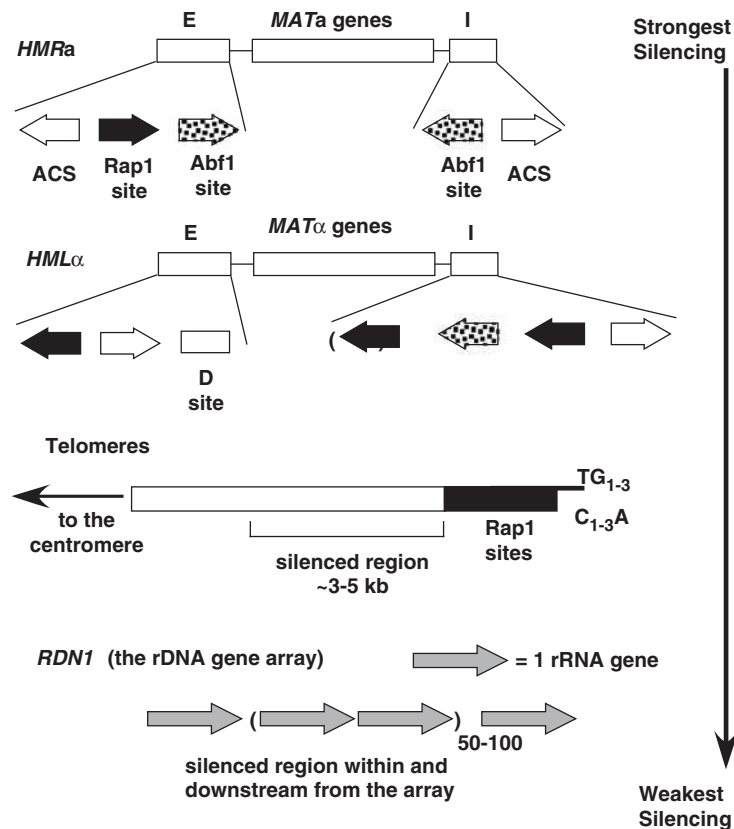 E MATa genes I
HMRa
Strongest
Silencing
ACS Rap1 site Abf1 site Abf1 site ACS
E MATα genes I
HMLα
( )
D
site
Telomeres
TG1-3
C1-3A
to the
centromere
Rap1
sites
silenced region
~3-5 kb
RDN1 (the rDNA gene array) = 1 rRNA gene
( ) 50-100
silenced region within and
downstream from the array
Weakest
Silencing